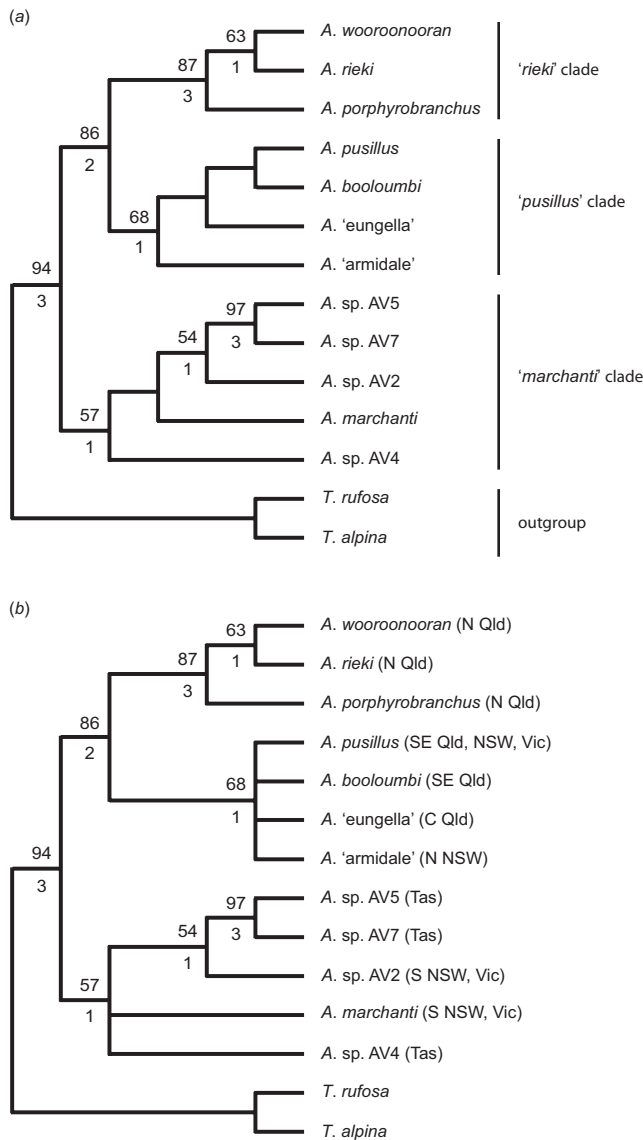 (a)
63
A. wooroonooran
87
1
A. rieki
'rieki' clade
3
A. porphyrobranchus
86
2
A. pusillus
A. booloumbi
'pusillus' clade
68
A. 'eungella'
1
A. 'armidale'
94
3
97
A. sp. AV5
54
3
A. sp. AV7
1
A. sp. AV2
'marchanti' clade
57
A. marchanti
1
A. sp. AV4
T. rufosa
outgroup
T. alpina
(b)
63
A. wooroonooran (N Qld)
87
1
A. rieki (N Qld)
3
A. porphyrobranchus (N Qld)
86
2
A. pusillus (SE Qld, NSW, Vic)
68
A. booloumbi (SE Qld)
1
A. 'eungella' (C Qld)
A. 'armidale' (N NSW)
94
3
97
A. sp. AV5 (Tas)
54
3
A. sp. AV7 (Tas)
1
A. sp. AV2 (S NSW, Vic)
57
A. marchanti (S NSW, Vic)
1
A. sp. AV4 (Tas)
T. rufosa
T. alpina